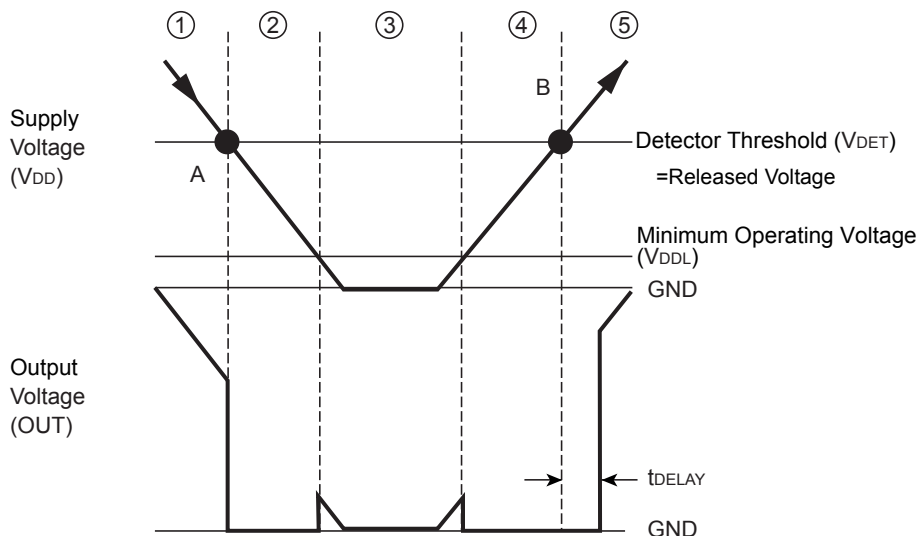 ① ② ③ ④ ⑤
B
Supply
Voltage
(VDD)
A
Detector Threshold (VDET)
=Released Voltage
Minimum Operating Voltage
(VDDL)
GND
Output
Voltage
(OUT)
tDELAY
GND